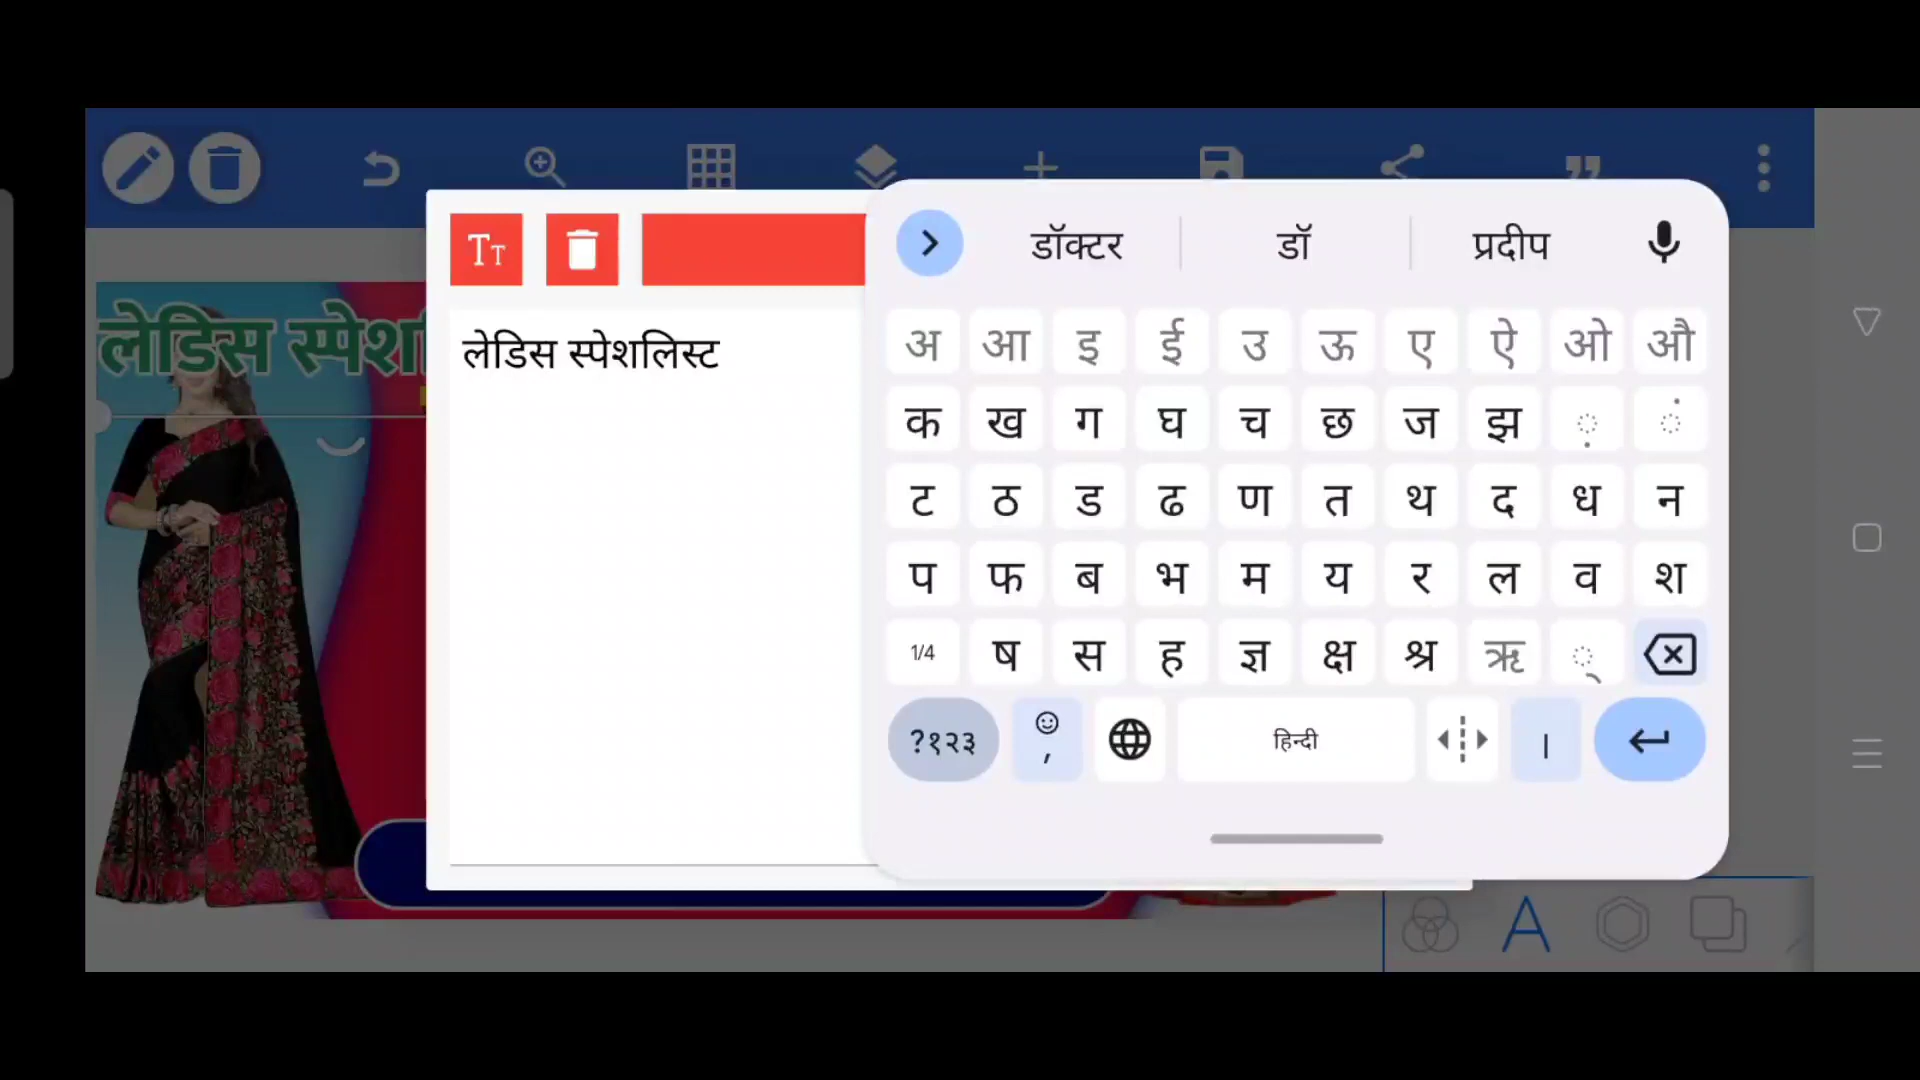 डॉक्टर डॉ प्रदीप
लेडिस स्पेशलिस्ट
लेडिस स्पेश
अ आ इ ई उ ऊ ए ऐ ओ औ
क ख ग घ च छ ज झ ़ ं
ट ठ ड ढ ण त थ द ध न
प फ ब भ म य र ल व श
1/4 ष स ह ज्ञ क्ष श्र ऋ ्
?१२३ , हिन्दी ।